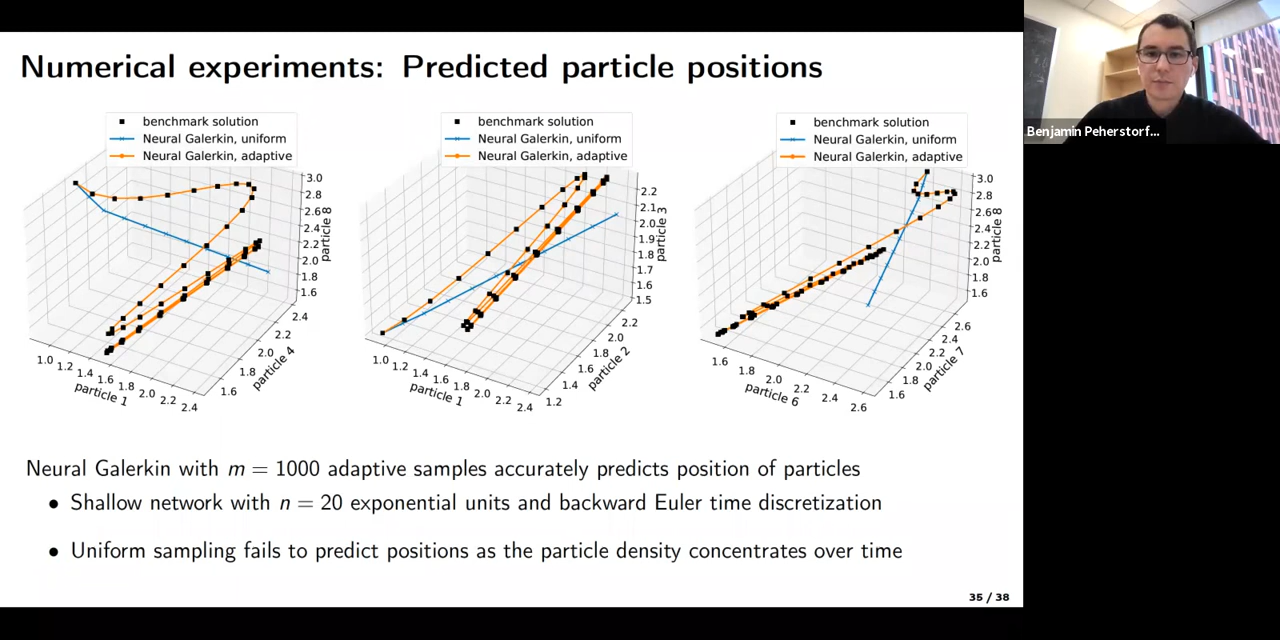 Numerical experiments: Predicted particle positions
benchmark solution
Neural Galerkin, uniform
Neural Galerkin, adaptive
3.0
2.8
2.6
2.4
2.2
2.0
1.8
1.6
particle 8
2.4
2.2
2.0
1.8
1.6
particle 4
1.0 1.2 1.4 1.6 1.8 2.0 2.2 2.4
particle 1
benchmark solution
Neural Galerkin, uniform
Neural Galerkin, adaptive
2.2
2.1
2.0
1.9
1.8
1.7
1.6
1.5
particle 3
2.2
2.0
1.8
1.6
1.4
1.2
particle 2
1.0 1.2 1.4 1.6 1.8 2.0 2.2 2.4
particle 1
benchmark solution
Neural Galerkin, uniform
Neural Galerkin, adaptive
3.0
2.8
2.6
2.4
2.2
2.0
1.8
1.6
particle 8
2.6
2.4
2.2
2.0
1.8
1.6
particle 7
1.6 1.8 2.0 2.2 2.4 2.6
particle 6
Neural Galerkin with m = 1000 adaptive samples accurately predicts position of particles
• Shallow network with n = 20 exponential units and backward Euler time discretization
• Uniform sampling fails to predict positions as the particle density concentrates over time
35 / 38
Benjamin Peherstorf...